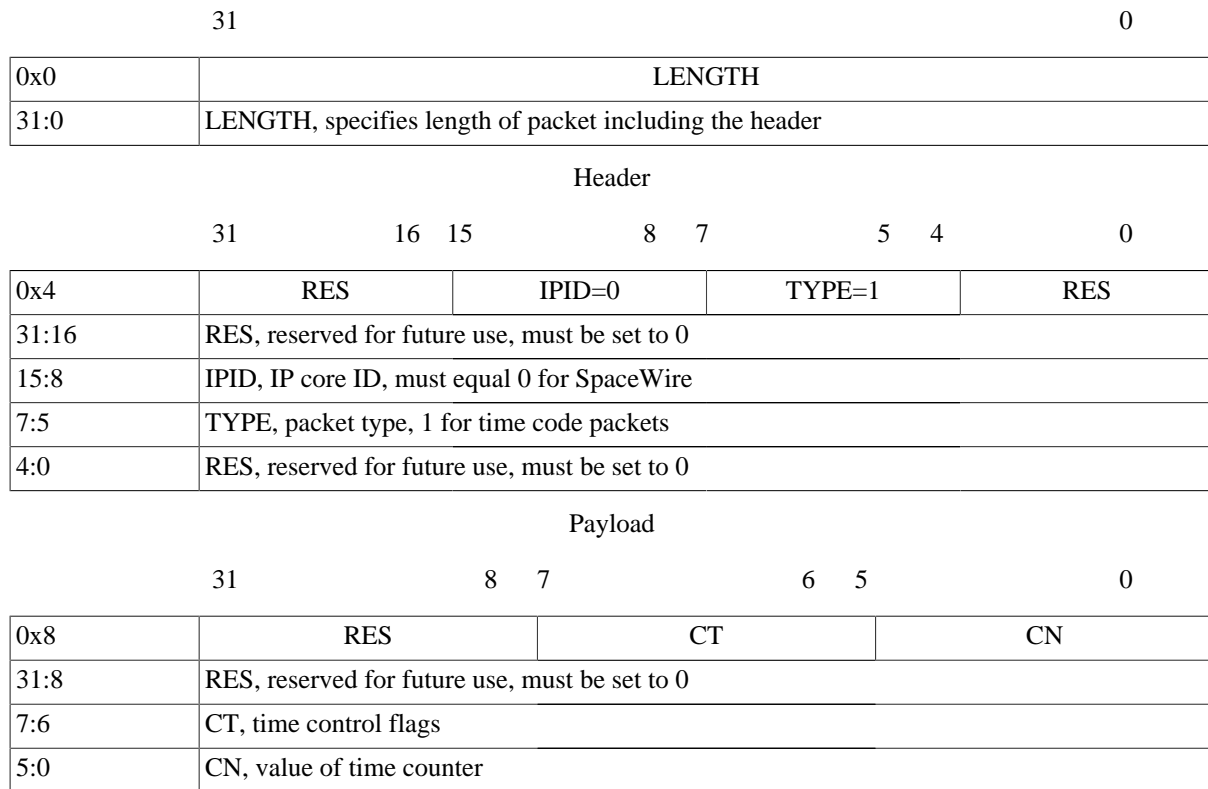 31 0
0x0 LENGTH
31:0 LENGTH, specifies length of packet including the header
Header
31 16 15 8 7 5 4 0
0x4 RES IPID=0 TYPE=1 RES
31:16 RES, reserved for future use, must be set to 0
15:8 IPID, IP core ID, must equal 0 for SpaceWire
7:5 TYPE, packet type, 1 for time code packets
4:0 RES, reserved for future use, must be set to 0
Payload
31 8 7 6 5 0
0x8 RES CT CN
31:8 RES, reserved for future use, must be set to 0
7:6 CT, time control flags
5:0 CN, value of time counter